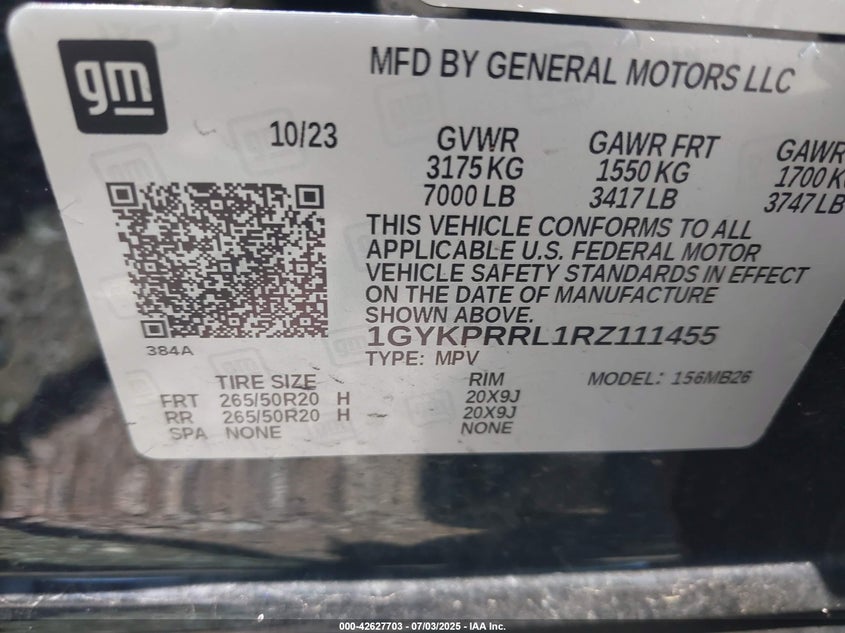 gm
MFD BY GENERAL MOTORS LLC
10/23 GVWR GAWR FRT GAWR
3175 KG 1550 KG 1700 K
7000 LB 3417 LB 3747 LB
THIS VEHICLE CONFORMS TO ALL
APPLICABLE U.S. FEDERAL MOTOR
VEHICLE SAFETY STANDARDS IN EFFECT
ON THE DATE OF MANUFACTURE
SHOWN ABOVE.
1GYKPRRL1RZ111455
384A
TYPE: MPV
TIRE SIZE RIM MODEL: 156MB26
FRT 265/50R20 H 20X9J
RR 265/50R20 H 20X9J
SPA NONE NONE
000-42627703 - 07/03/2025 - IAA Inc.